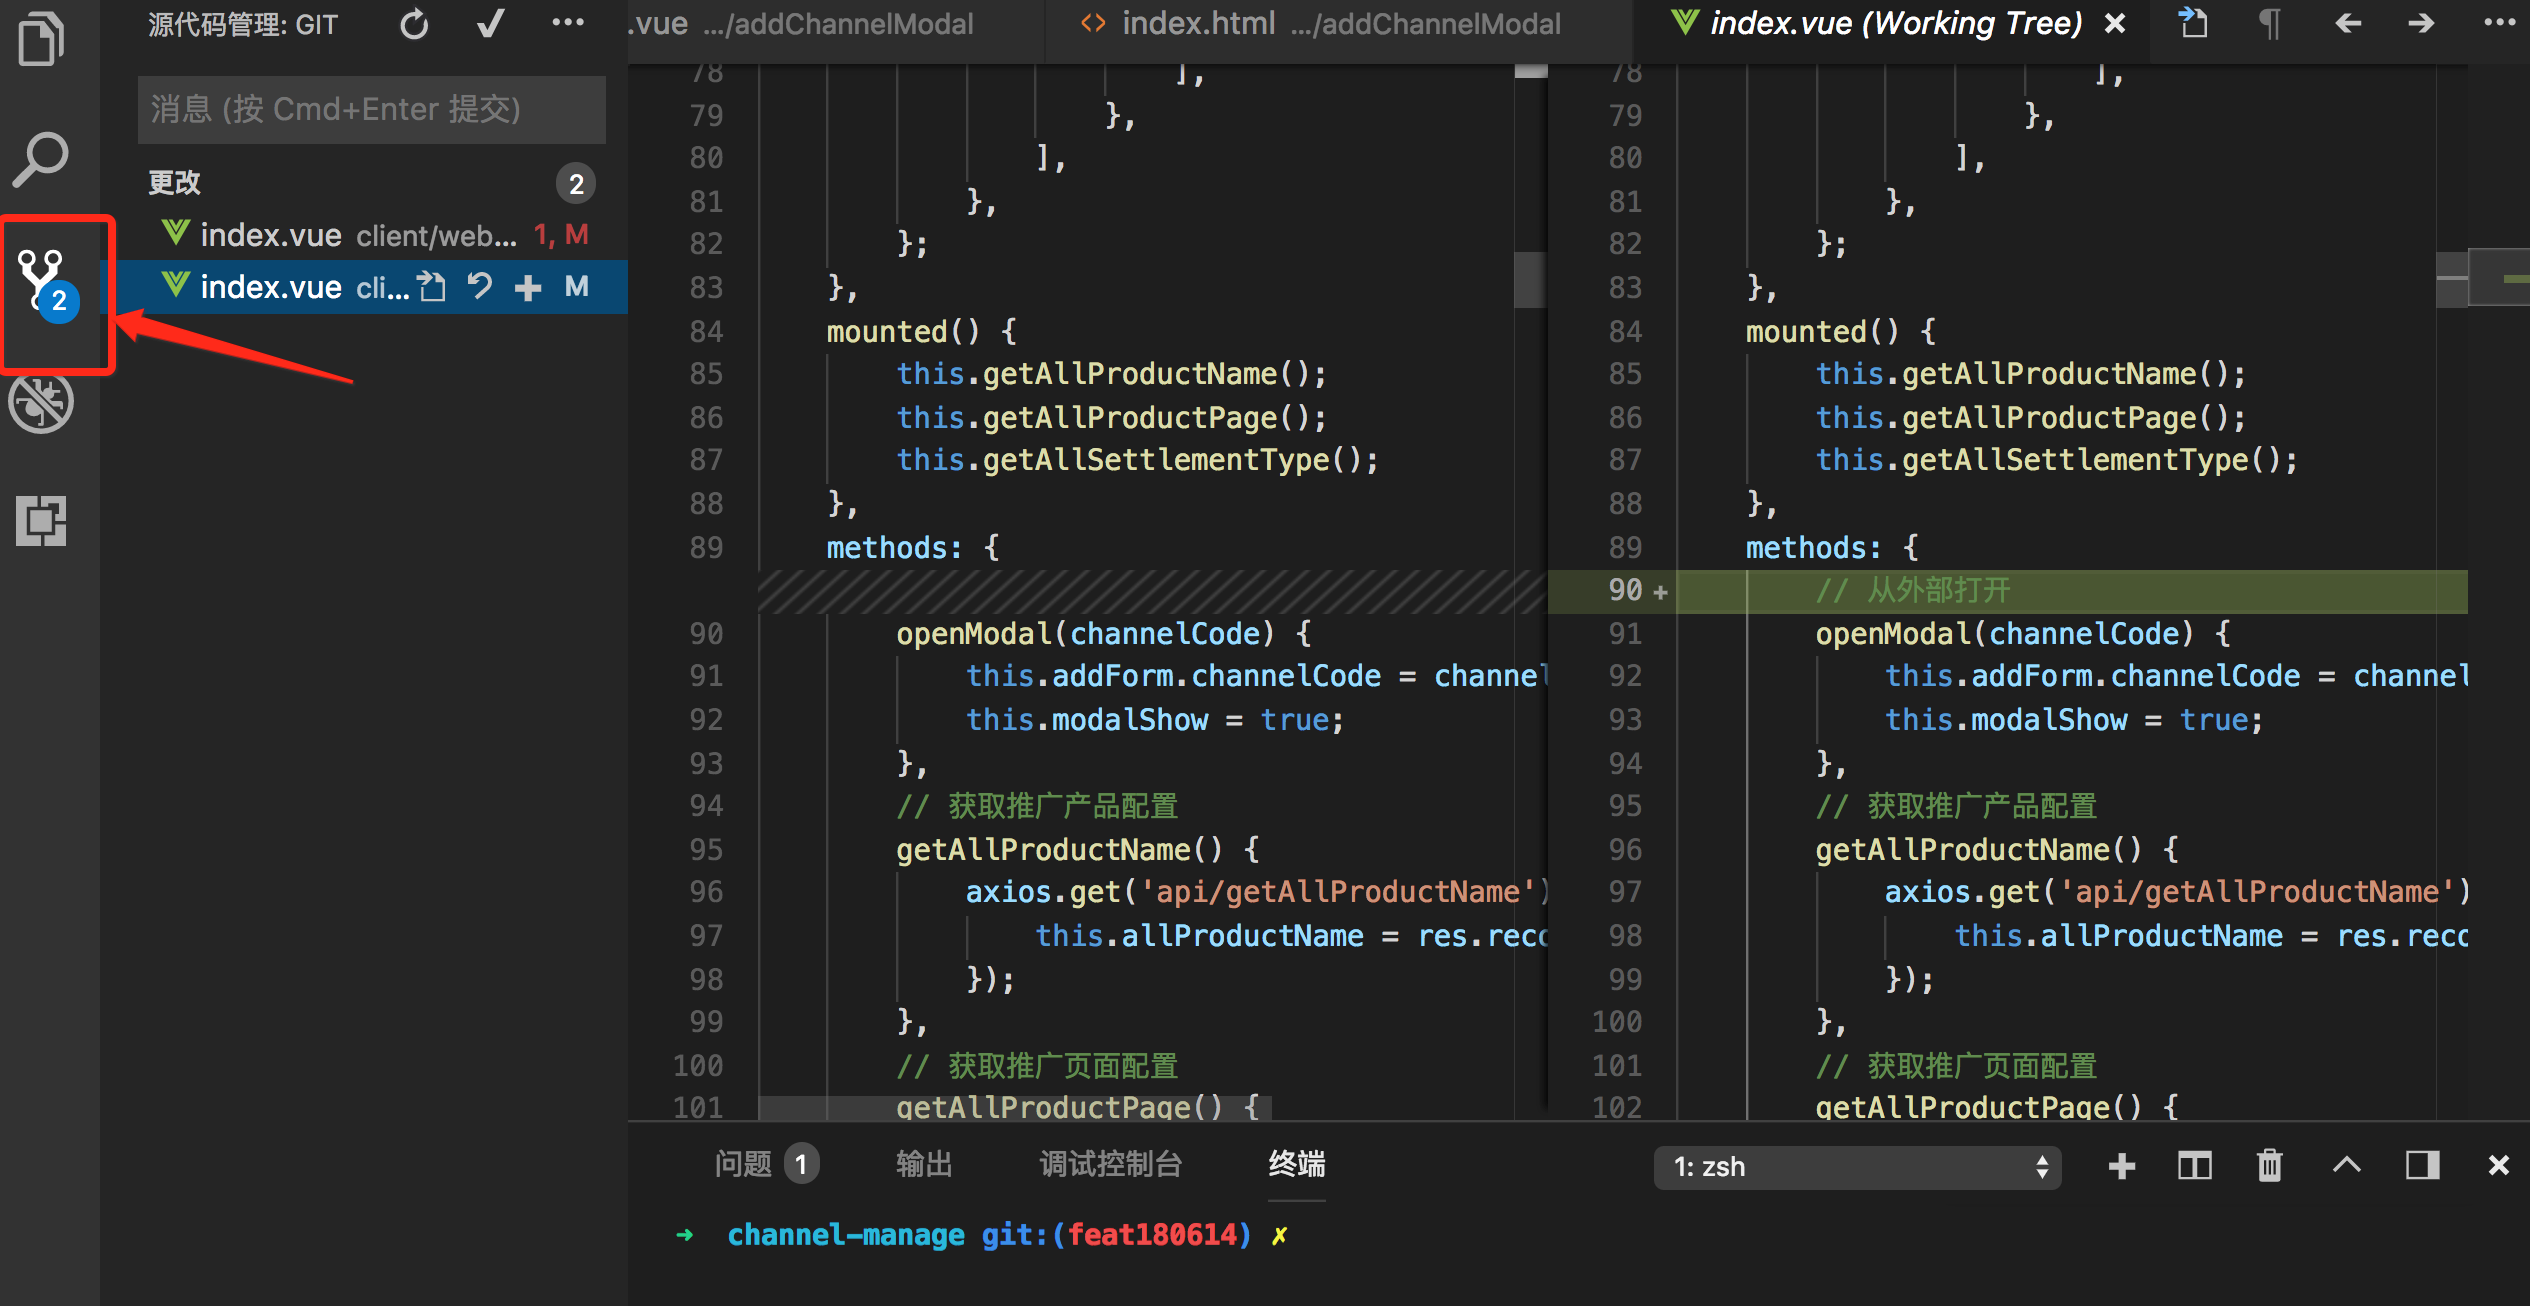 源代码管理: GIT
消息 (按 Cmd+Enter 提交)
更改 2
index.vue client/web... 1, M
index.vue cli... M
2
.vue .../addChannelModal
<> index.html .../addChannelModal
index.vue (Working Tree)
78 ],
79 },
80 ],
81 },
82 };
83 },
84 mounted() {
85 this.getAllProductName();
86 this.getAllProductPage();
87 this.getAllSettlementType();
88 },
89 methods: {
90 openModal(channelCode) {
91 this.addForm.channelCode = channel
92 this.modalShow = true;
93 },
94 // 获取推广产品配置
95 getAllProductName() {
96 axios.get('api/getAllProductName')
97 this.allProductName = res.reco
98 });
99 },
100 // 获取推广页面配置
101 getAllProductPage() {
78 ],
79 },
80 ],
81 },
82 };
83 },
84 mounted() {
85 this.getAllProductName();
86 this.getAllProductPage();
87 this.getAllSettlementType();
88 },
89 methods: {
90 + // 从外部打开
91 openModal(channelCode) {
92 this.addForm.channelCode = channel
93 this.modalShow = true;
94 },
95 // 获取推广产品配置
96 getAllProductName() {
97 axios.get('api/getAllProductName')
98 this.allProductName = res.reco
99 });
100 },
101 // 获取推广页面配置
102 getAllProductPage() {
问题 1 输出 调试控制台 终端
1: zsh
➜ channel-manage git:(feat180614) ✗